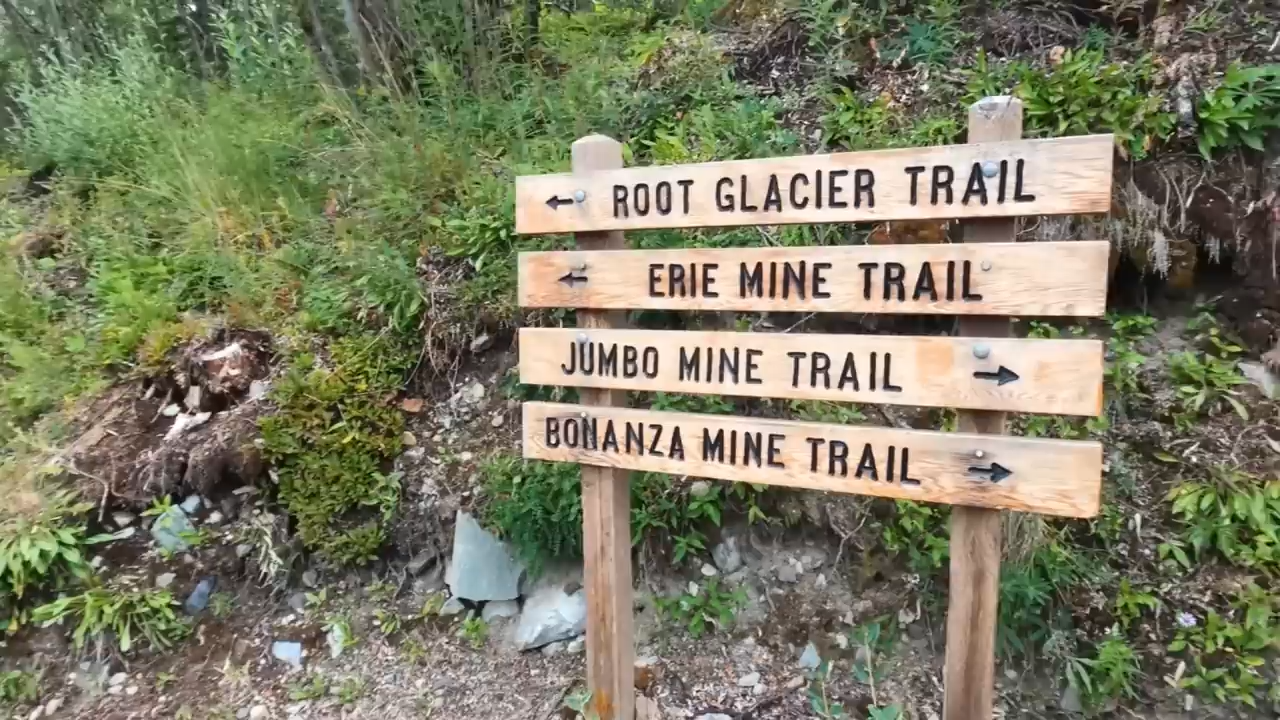 ← ROOT GLACIER TRAIL
← ERIE MINE TRAIL
JUMBO MINE TRAIL →
BONANZA MINE TRAIL →